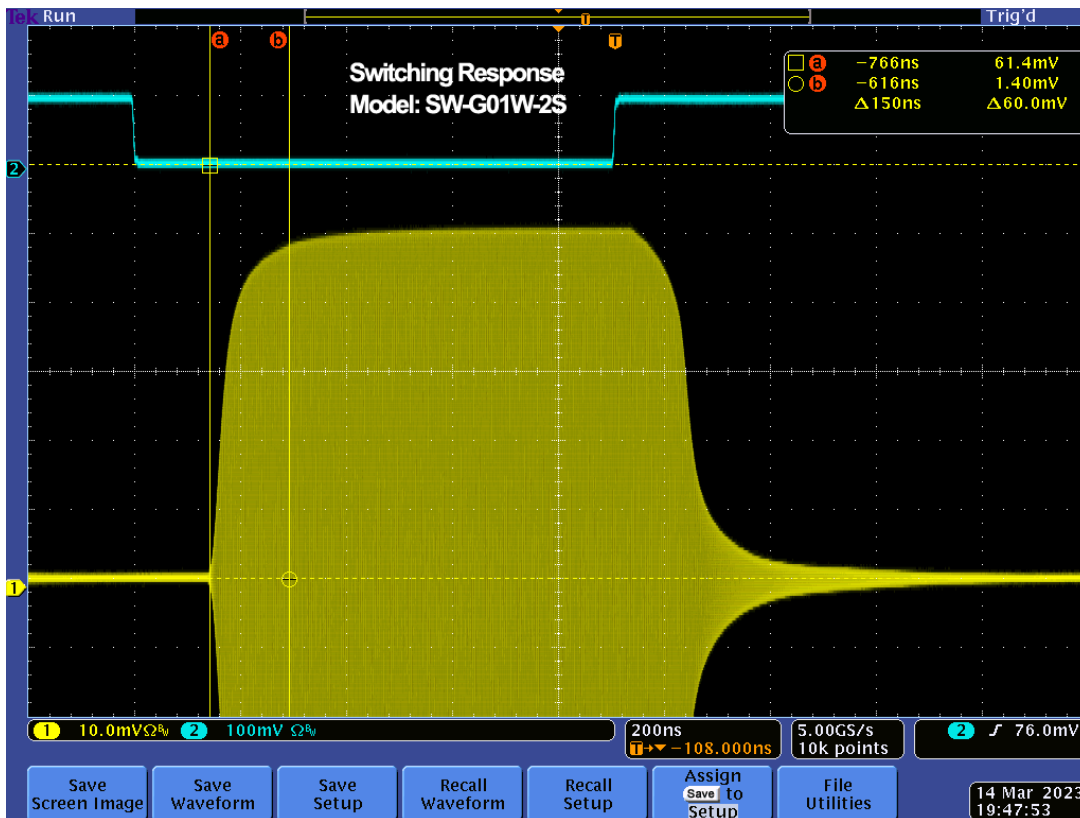 Tek Run Trig'd
a b T
Switching Response
Model: SW-G01W-2S
a −766ns 61.4mV
b −616ns 1.40mV
Δ150ns Δ60.0mV
2
1
1 10.0mVΩBw 2 100mV ΩBw
200ns
T→▼−108.000ns
5.00GS/s
10k points
2 ∫ 76.0mV
Save
Screen Image
Save
Waveform
Save
Setup
Recall
Waveform
Recall
Setup
Assign
Save to
Setup
File
Utilities
14 Mar 2023
19:47:53